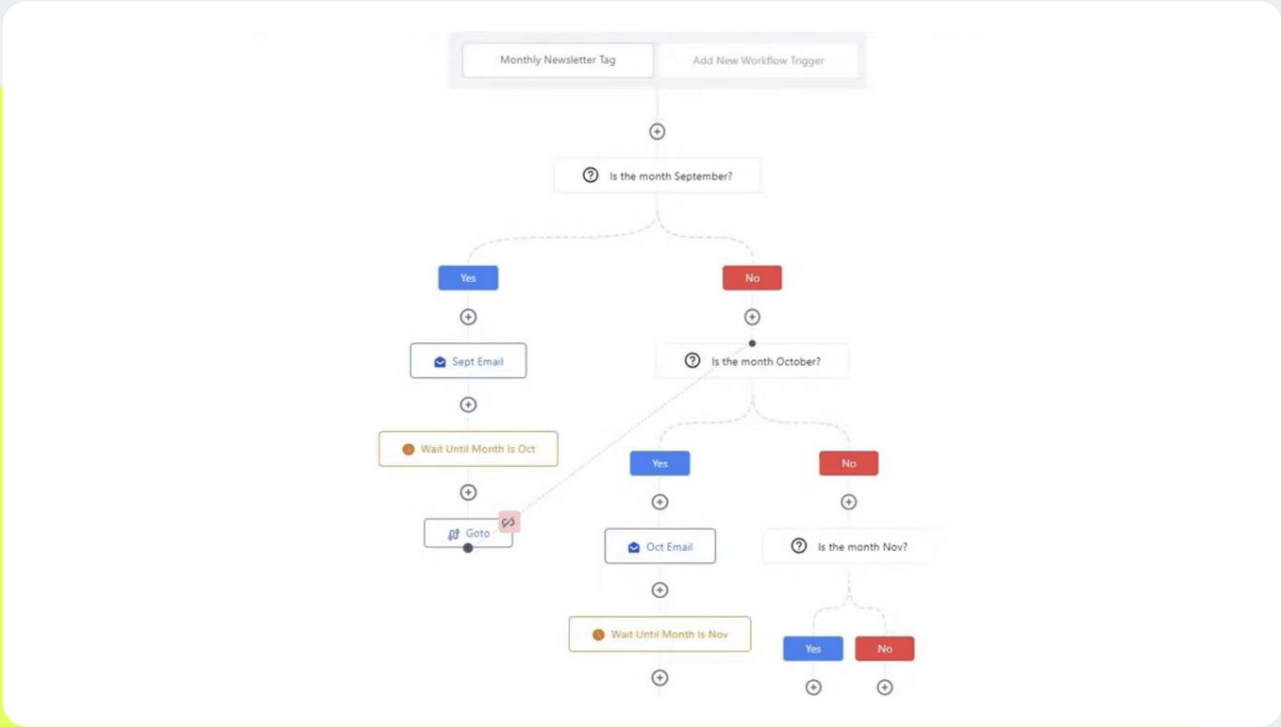 Monthly Newsletter Tag
Add New Workflow Trigger
Is the month September?
Yes
No
Sept Email
Is the month October?
Wait Until Month Is Oct
Yes
No
Goto
Oct Email
Is the month Nov?
Wait Until Month Is Nov
Yes
No